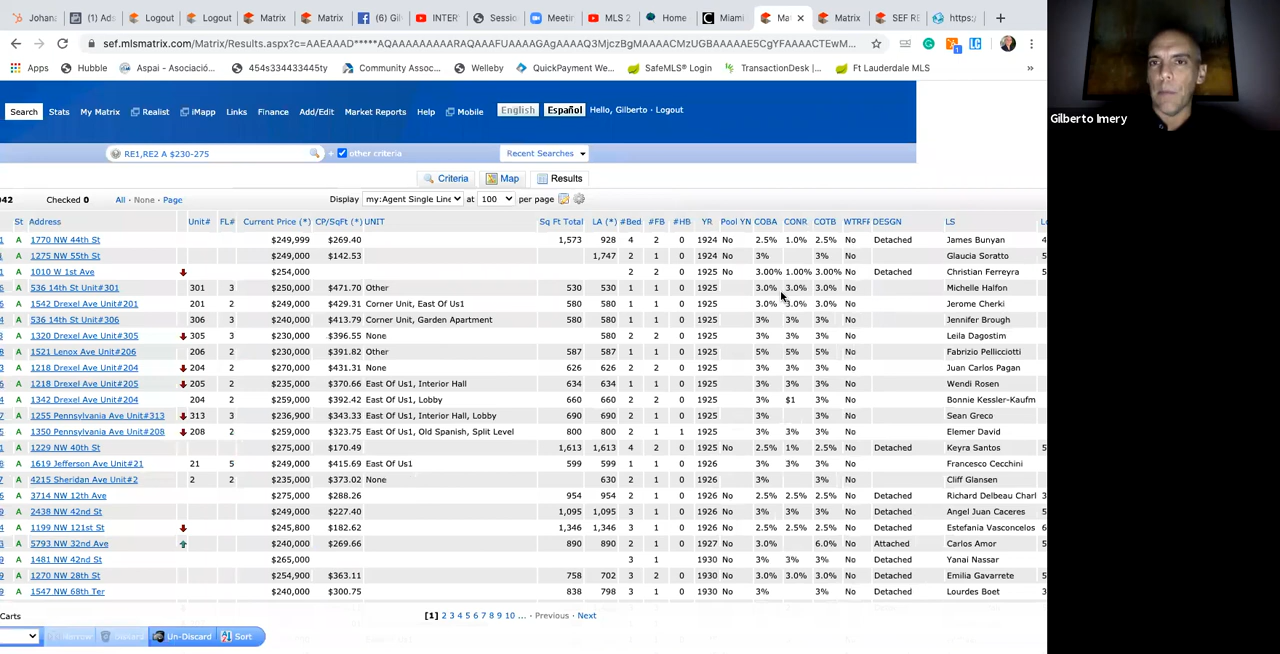 Johan
(1) Ads
Logout
Logout
Matrix
Matrix
(6) Gil
INTER
Sessio
Meetin
MLS 2
Home
Miami
Ma
Matrix
SEF RE
https:/
sef.mlsmatrix.com/Matrix/Results.aspx?c=AAEAAAD*****AQAAAAAAAAARAQAAAFUAAAAGAgAAAAQ3MjczBgMAAAACMzUGBAAAAAE5CgYFAAAACTEwM...
Apps
Hubble
Aspai - Asociació...
454s334433445ty
Community Assoc...
Welleby
QuickPayment We...
SafeMLS® Login
TransactionDesk |...
Ft Lauderdale MLS
»
Search Stats My Matrix Realist iMapp Links Finance Add/Edit Market Reports Help Mobile English Español Hello, Gilberto · Logout
RE1,RE2 A $230-275 + other criteria Recent Searches
Criteria Map Results
942 Checked 0 All · None · Page Display my:Agent Single Line at 100 per page
St Address Unit# FL# Current Price (*) CP/SqFt (*) UNIT Sq Ft Total LA (*) #Bed #FB #HB YR Pool YN COBA CONR COTB WTRFR DESGN LS
A 1770 NW 44th St $249,999 $269.40 1,573 928 4 2 0 1924 No 2.5% 1.0% 2.5% No Detached James Bunyan 4
A 1275 NW 55th St $249,000 $142.53 1,747 2 1 0 1924 No 3% 3% No Glaucia Soratto
A 1010 W 1st Ave $254,000 2 2 0 1925 No 3.00% 1.00% 3.00% No Detached Christian Ferreyra
A 536 14th St Unit#301 301 3 $250,000 $471.70 Other 530 530 1 1 0 1925 3.0% 3.0% 3.0% No Michelle Halfon
A 1542 Drexel Ave Unit#201 201 2 $249,000 $429.31 Corner Unit, East Of Us1 580 580 1 1 0 1925 3.0% 3.0% 3.0% No Jerome Cherki
A 536 14th St Unit#306 306 3 $240,000 $413.79 Corner Unit, Garden Apartment 580 580 1 1 0 1925 3% 3% 3% No Jennifer Brough
A 1320 Drexel Ave Unit#305 305 3 $230,000 $396.55 None 580 2 2 0 1925 3% 3% 3% No Leila Dagostim
A 1521 Lenox Ave Unit#206 206 2 $230,000 $391.82 Other 587 587 1 1 0 1925 5% 5% 5% No Fabrizio Pellicciotti
A 1218 Drexel Ave Unit#204 204 2 $270,000 $431.31 None 626 626 2 2 0 1925 3% 3% 3% No Juan Carlos Pagan
A 1218 Drexel Ave Unit#205 205 2 $235,000 $370.66 East Of Us1, Interior Hall 634 634 1 1 0 1925 3% 3% 3% No Wendi Rosen
A 1342 Drexel Ave Unit#204 204 2 $259,000 $392.42 East Of Us1, Lobby 660 660 2 2 0 1925 3% $1 3% No Bonnie Kessler-Kaufm
A 1255 Pennsylvania Ave Unit#313 313 3 $236,900 $343.33 East Of Us1, Interior Hall, Lobby 690 690 2 1 0 1925 3% 3% No Sean Greco
A 1350 Pennsylvania Ave Unit#208 208 2 $259,000 $323.75 East Of Us1, Old Spanish, Split Level 800 800 2 1 1 1925 3% 3% 3% No Elemer David
A 1229 NW 40th St $275,000 $170.49 1,613 1,613 4 2 0 1925 No 2.5% 1% 2.5% No Detached Keyra Santos
A 1619 Jefferson Ave Unit#21 21 5 $249,000 $415.69 East Of Us1 599 599 1 1 0 1926 3% 3% 3% No Francesco Cecchini
A 4215 Sheridan Ave Unit#2 2 2 $235,000 $373.02 None 630 2 1 0 1926 3% 3% No Cliff Glansen
A 3714 NW 12th Ave $275,000 $288.26 954 954 2 1 0 1926 No 2.5% 2.5% 2.5% No Detached Richard Delbeau Charl 3
A 2438 NW 42nd St $249,000 $227.40 1,095 1,095 3 1 0 1926 No 3% 3% 3% No Detached Angel Juan Caceres
A 1199 NW 121st St $245,800 $182.62 1,346 1,346 3 1 0 1926 No 2.5% 2.5% 2.5% No Detached Estefania Vasconcelos
A 5793 NW 32nd Ave $240,000 $269.66 890 890 2 1 0 1927 No 3.0% 6.0% No Attached Carlos Amor
A 1481 NW 42nd St $265,000 3 1 0 1930 No 3% 3% 3% No Detached Yanai Nassar
A 1270 NW 28th St $254,900 $363.11 758 702 3 2 0 1930 No 3.0% 3.0% 3.0% No Detached Emilia Gavarrete
A 1547 NW 68th Ter $240,000 $300.75 838 798 3 1 0 1930 No 3% 3% 3% No Detached Lourdes Boet
[1] 2 3 4 5 6 7 8 9 10 ... · Previous · Next
Carts
Narrow Discard Un-Discard Sort
Gilberto Imery